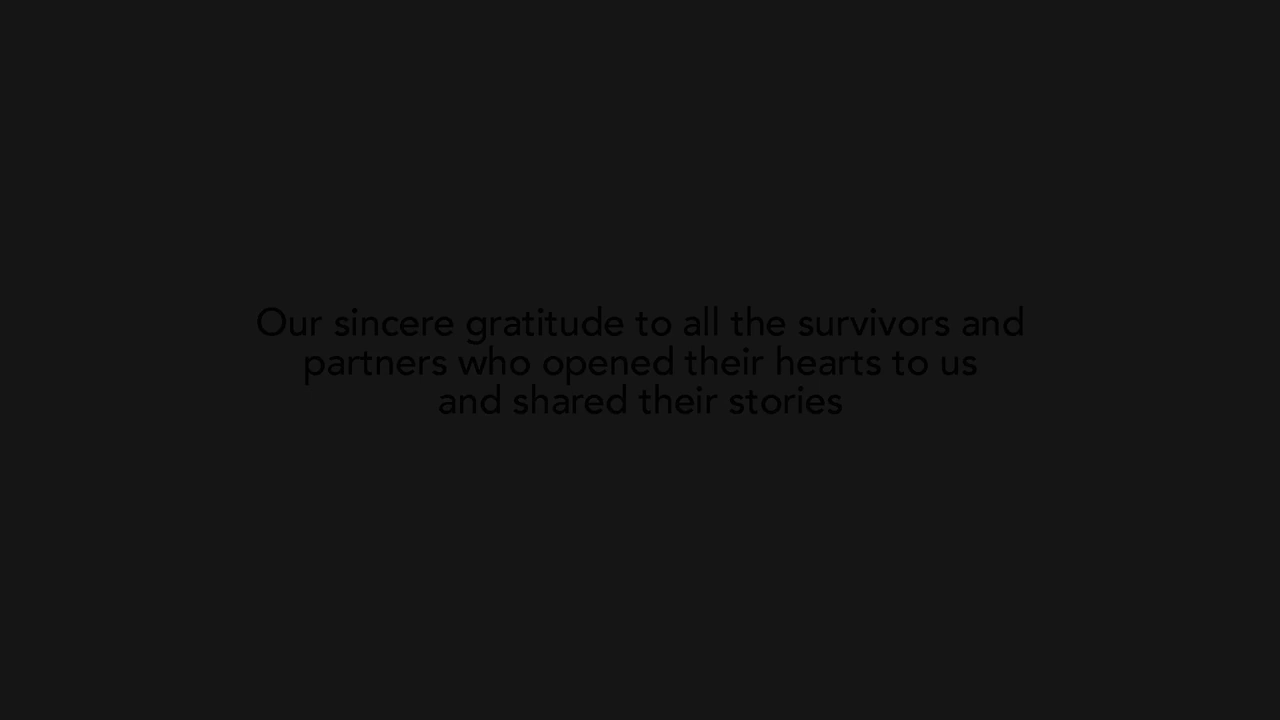 Our sincere gratitude to all the survivors and
partners who opened their hearts to us
and shared their stories